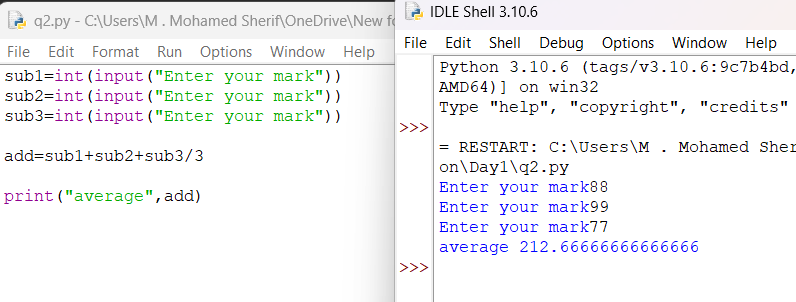 q2.py - C:\Users\M . Mohamed Sherif\OneDrive\New fo
File Edit Format Run Options Window Help
sub1=int(input("Enter your mark"))
sub2=int(input("Enter your mark"))
sub3=int(input("Enter your mark"))
add=sub1+sub2+sub3/3
print("average",add)
IDLE Shell 3.10.6
File Edit Shell Debug Options Window Help
Python 3.10.6 (tags/v3.10.6:9c7b4bd,
AMD64)] on win32
Type "help", "copyright", "credits"
>>>
= RESTART: C:\Users\M . Mohamed Sher
on\Day1\q2.py
Enter your mark88
Enter your mark99
Enter your mark77
average 212.66666666666666
>>>